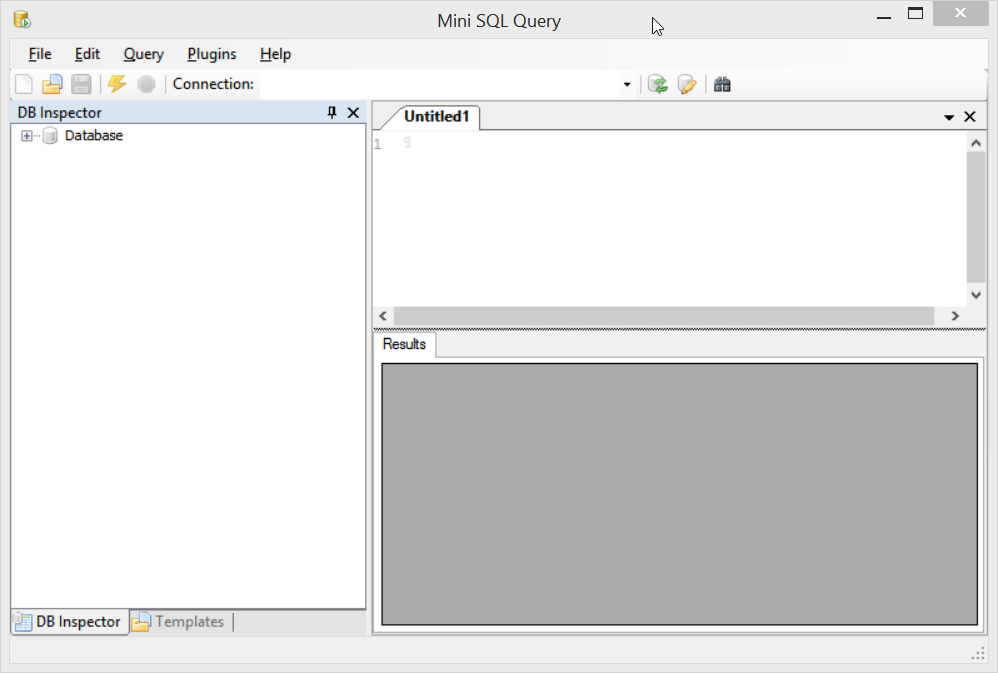 Mini SQL Query
File Edit Query Plugins Help
Connection:
DB Inspector
Database
Untitled1
1 ¶
Results
DB Inspector Templates